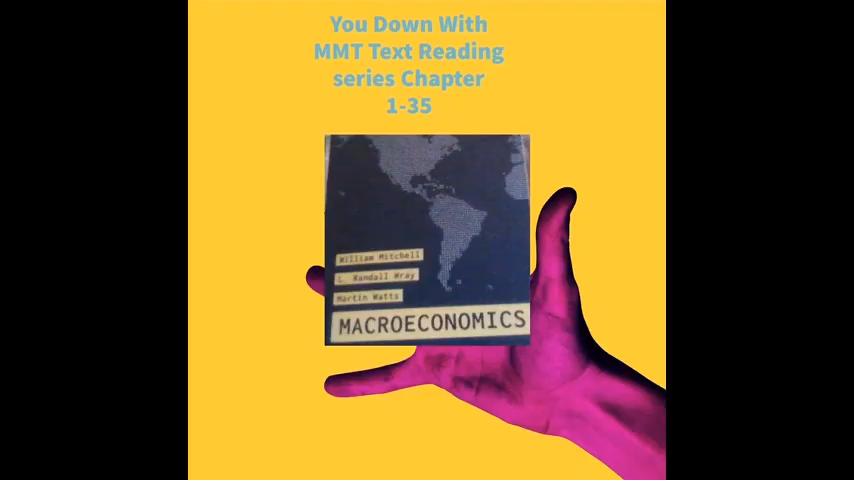 You Down With
MMT Text Reading
series Chapter
1-35
William Mitchell
L. Randall Wray
Martin Watts
MACROECONOMICS